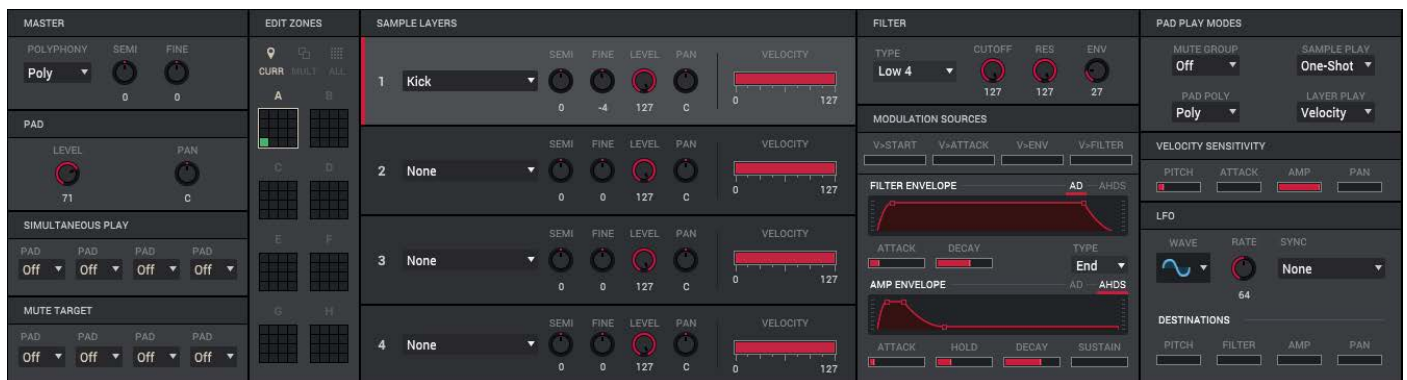 MASTER
POLYPHONY SEMI FINE
Poly
0 0
PAD
LEVEL PAN
71 C
SIMULTANEOUS PLAY
PAD PAD PAD PAD
Off Off Off Off
MUTE TARGET
PAD PAD PAD PAD
Off Off Off Off
EDIT ZONES
CURR MULT ALL
A B
C D
E F
G H
SAMPLE LAYERS
SEMI FINE LEVEL PAN VELOCITY
1 Kick
0 -4 127 C 0 127
SEMI FINE LEVEL PAN VELOCITY
2 None
0 0 127 C 0 127
SEMI FINE LEVEL PAN VELOCITY
3 None
0 0 127 C 0 127
SEMI FINE LEVEL PAN VELOCITY
4 None
0 0 127 C 0 127
FILTER
TYPE CUTOFF RES ENV
Low 4
127 127 27
MODULATION SOURCES
V>START V>ATTACK V>ENV V>FILTER
FILTER ENVELOPE AD AHDS
ATTACK DECAY TYPE
End
AMP ENVELOPE AD AHDS
ATTACK HOLD DECAY SUSTAIN
PAD PLAY MODES
MUTE GROUP SAMPLE PLAY
Off One-Shot
PAD POLY LAYER PLAY
Poly Velocity
VELOCITY SENSITIVITY
PITCH ATTACK AMP PAN
LFO
WAVE RATE SYNC
None
64
DESTINATIONS
PITCH FILTER AMP PAN